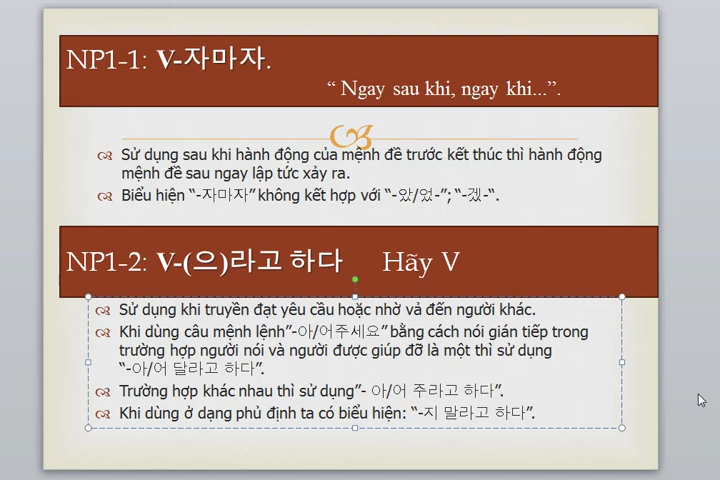 NP1-1: V-자마자.
“ Ngay sau khi, ngay khi...”.
Sử dụng sau khi hành động của mệnh đề trước kết thúc thì hành động
mệnh đề sau ngay lập tức xảy ra.
Biểu hiện “-자마자” không kết hợp với “-았/었-”; “-겠-“.
NP1-2: V-(으)라고 하다 Hãy V
Sử dụng khi truyền đạt yêu cầu hoặc nhờ vả đến người khác.
Khi dùng câu mệnh lệnh”-아/어주세요” bằng cách nói gián tiếp trong
trường hợp người nói và người được giúp đỡ là một thì sử dụng
“-아/어 달라고 하다”.
Trường hợp khác nhau thì sử dụng”- 아/어 주라고 하다”.
Khi dùng ở dạng phủ định ta có biểu hiện: “-지 말라고 하다”.